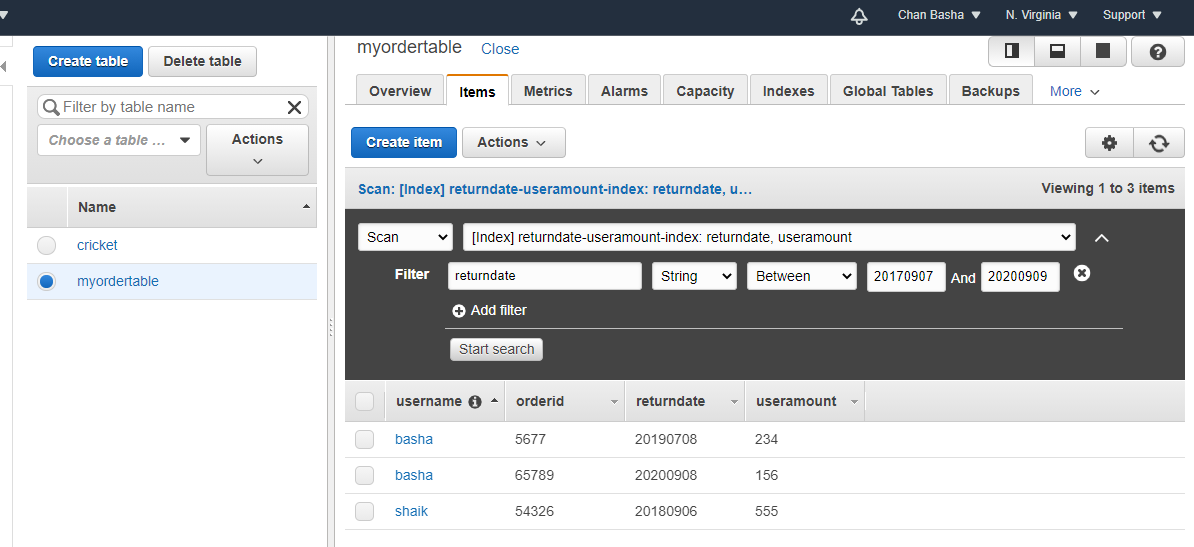 Chan Basha N. Virginia Support
Create table Delete table
Filter by table name
Choose a table ... Actions
Name
cricket
myordertable
myordertable Close
Overview Items Metrics Alarms Capacity Indexes Global Tables Backups More
Create item Actions
Scan: [Index] returndate-useramount-index: returndate, u… Viewing 1 to 3 items
Scan [Index] returndate-useramount-index: returndate, useramount
Filter returndate String Between 20170907 And 20200909
Add filter
Start search
username orderid returndate useramount
basha 5677 20190708 234
basha 65789 20200908 156
shaik 54326 20180906 555